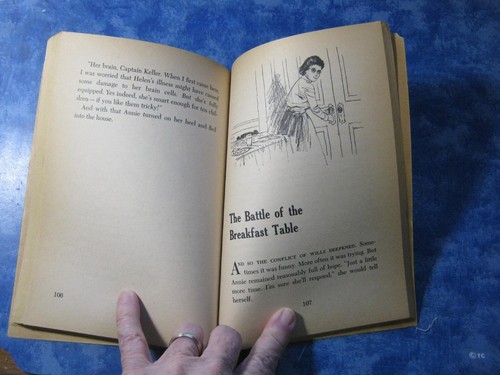 "Her brain, Captain Keller. When I first came here,
I was worried that Helen's illness might have caused
some damage to her brain cells. But she's fully
equipped. Yes indeed, she's smart enough for ten chil-
dren—if you like them tricky!"
And with that Annie turned on her heel and fled
into the house.
106
The Battle of the
Breakfast Table
AND SO THE CONFLICT OF WILLS DEEPENED. Some-
times it was funny. More often it was trying. But
Annie remained reasonably full of hope. "Just a little
more time. I'm sure she'll respond," she would tell
herself.
107